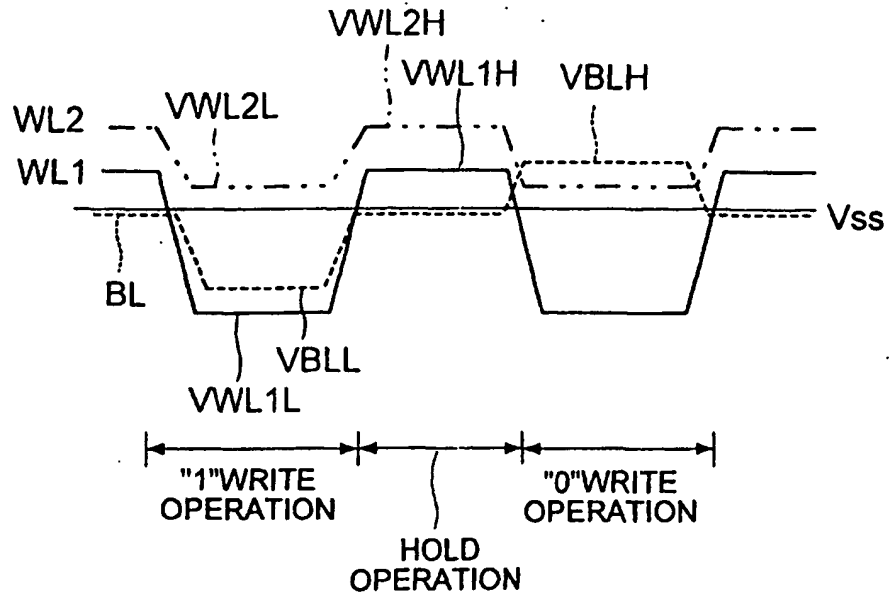 VWL2H
VWL1H
VBLH
VWL2L
WL2
WL1
Vss
BL
VBLL
VWL1L
"1"WRITE
OPERATION
"0"WRITE
OPERATION
HOLD
OPERATION